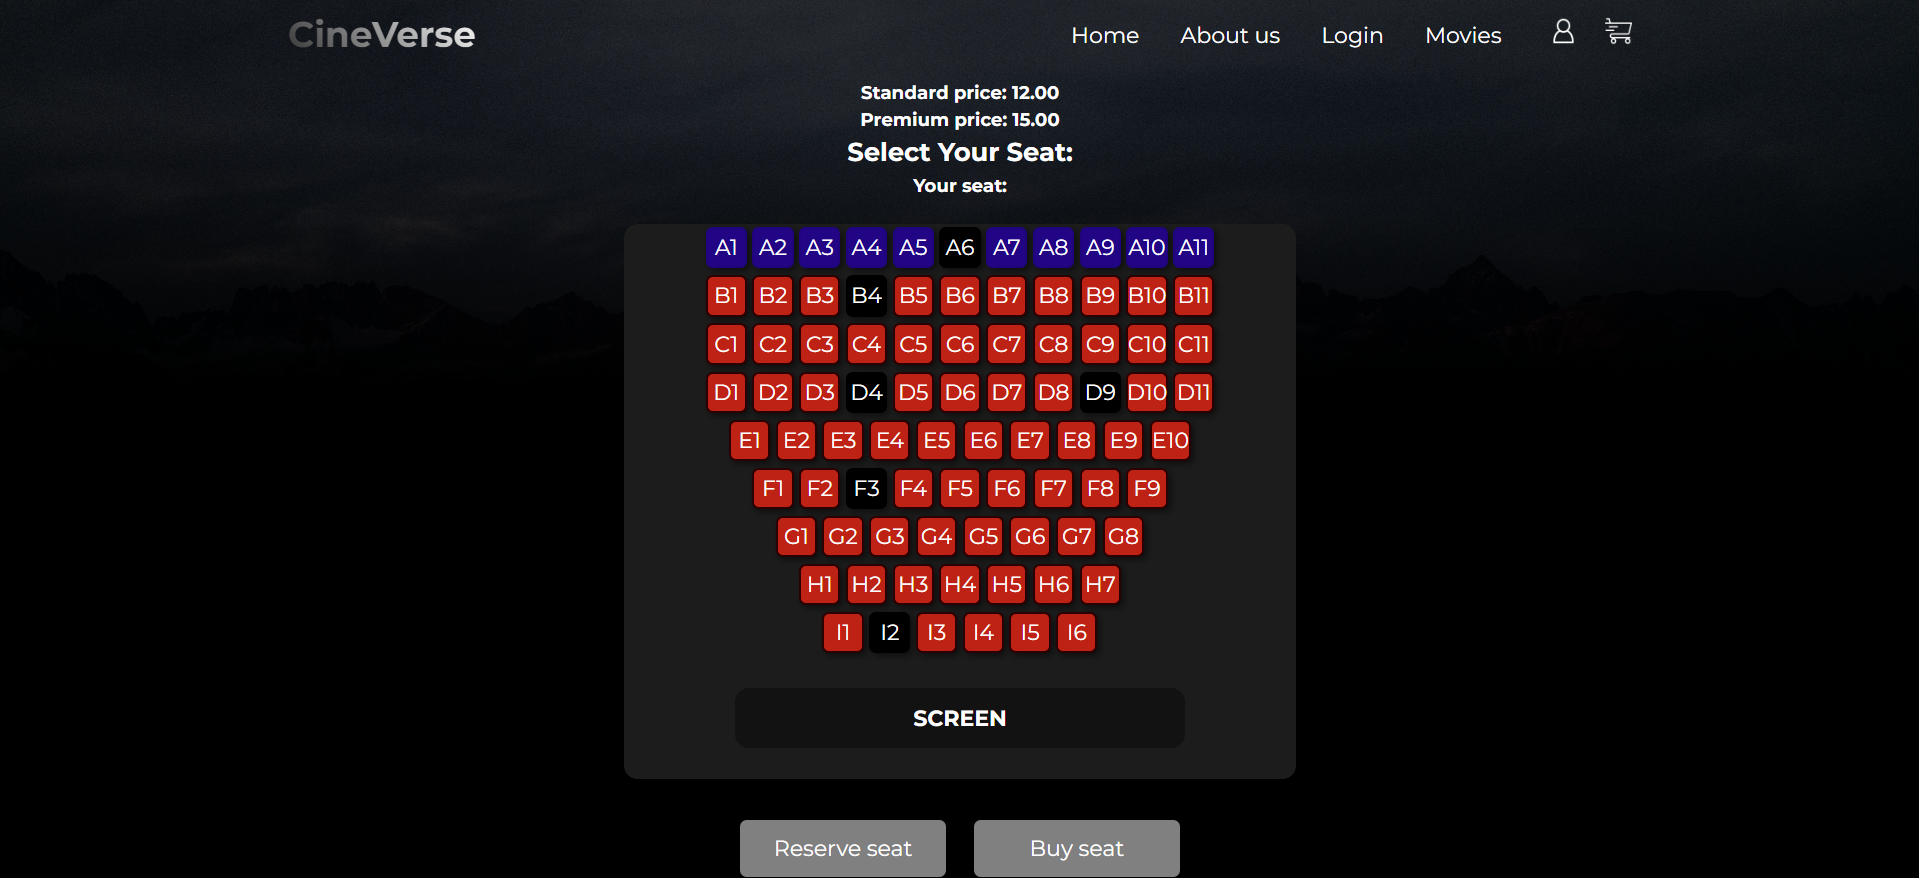 CineVerse Home About us Login Movies
Standard price: 12.00
Premium price: 15.00
Select Your Seat:
Your seat:
A1 A2 A3 A4 A5 A6 A7 A8 A9 A10 A11
B1 B2 B3 B4 B5 B6 B7 B8 B9 B10 B11
C1 C2 C3 C4 C5 C6 C7 C8 C9 C10 C11
D1 D2 D3 D4 D5 D6 D7 D8 D9 D10 D11
E1 E2 E3 E4 E5 E6 E7 E8 E9 E10
F1 F2 F3 F4 F5 F6 F7 F8 F9
G1 G2 G3 G4 G5 G6 G7 G8
H1 H2 H3 H4 H5 H6 H7
I1 I2 I3 I4 I5 I6
SCREEN
Reserve seat Buy seat